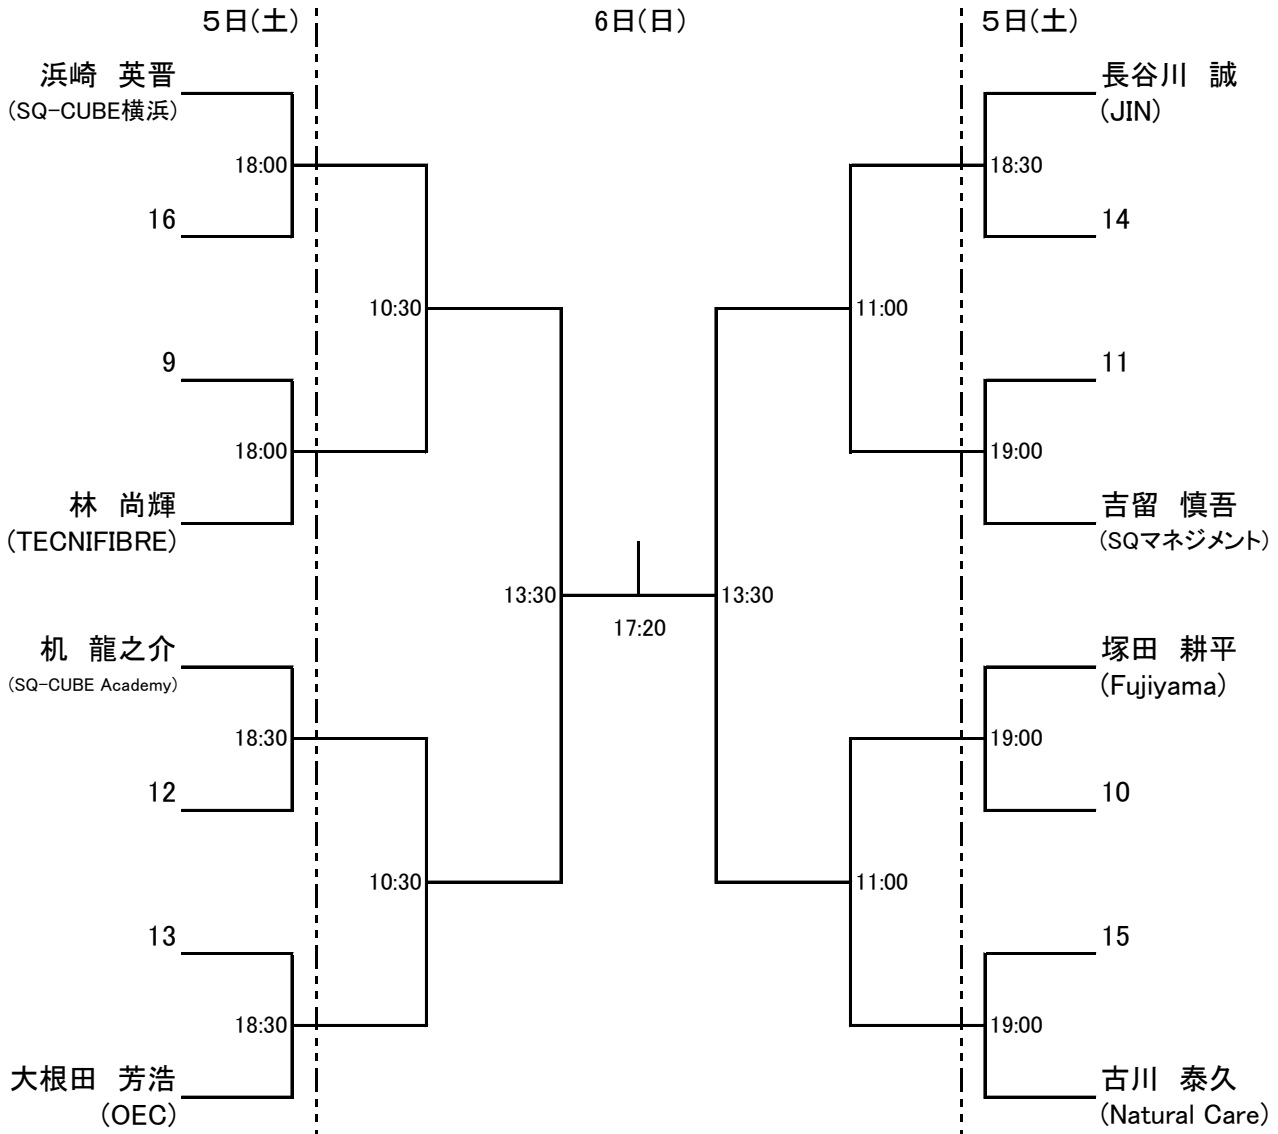 ５日(土)
6日(日)
５日(土)
浜崎　英晋
(SQ-CUBE横浜)
18:00
16
10:30
9
18:00
林　尚輝
(TECNIFIBRE)
13:30
机　龍之介
(SQ-CUBE Academy)
18:30
12
10:30
13
18:30
大根田　芳浩
(OEC)
17:20
長谷川　誠
(JIN)
18:30
14
11:00
11
19:00
吉留　慎吾
(SQマネジメント)
13:30
塚田　耕平
(Fujiyama)
19:00
10
11:00
15
19:00
古川　泰久
(Natural Care)